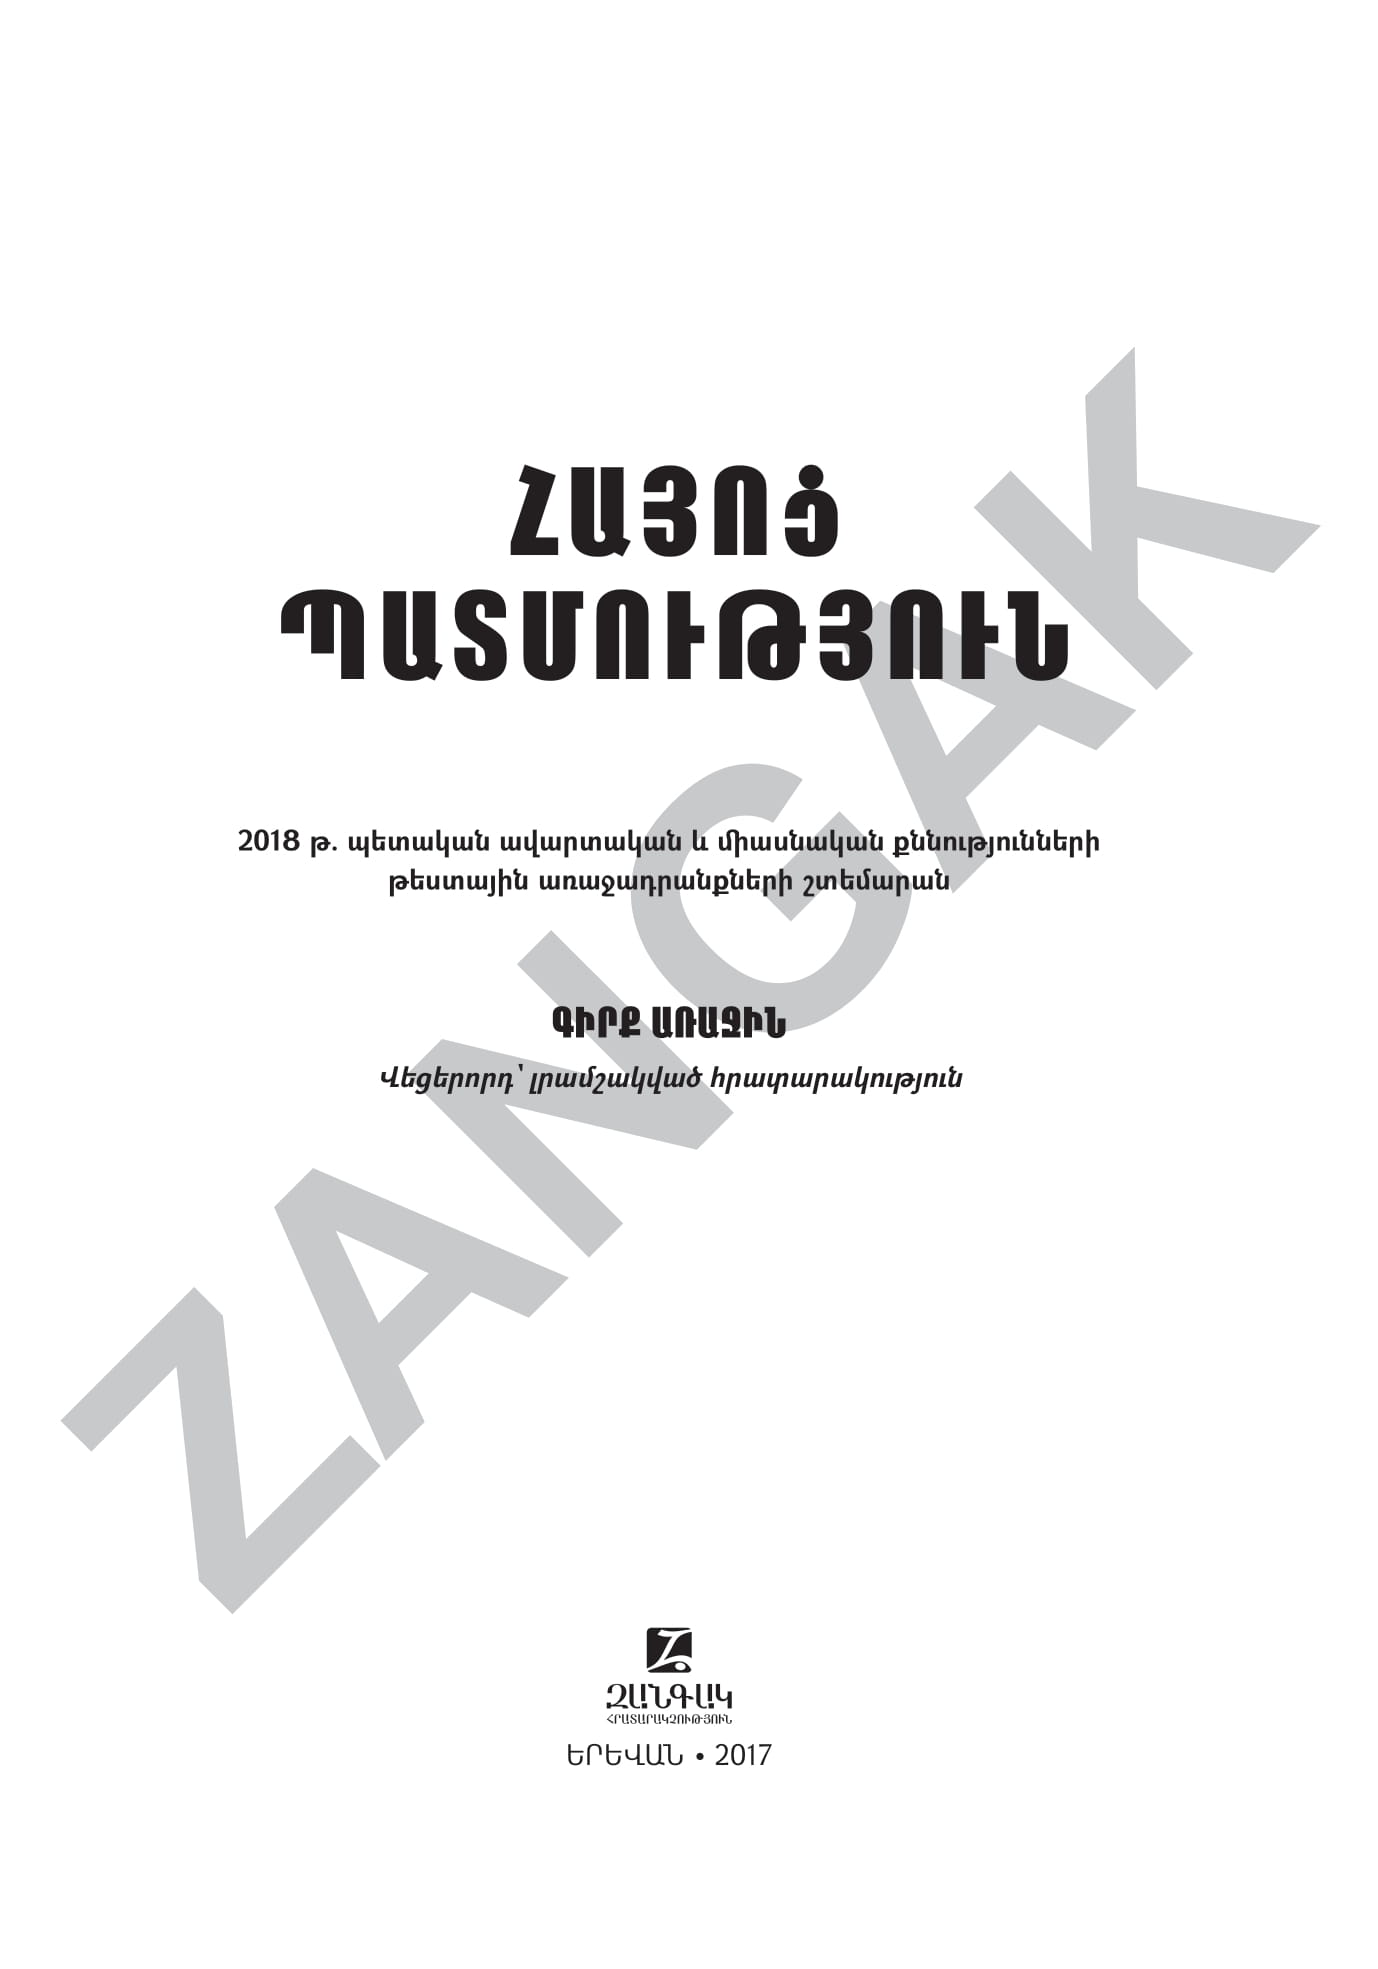 ՀԱՅՈՑ
ՊԱՏՄՈՒԹՅՈՒՆ
2018 թ. պետական ավարտական և միասնական քննությունների
թեստային առաջադրանքների շտեմարան
ԳԻՐՔ ԱՌԱՋԻՆ
Վեցերորդ՝ լրամշակված հրատարակություն
ZANGAK
ԶԱՆԳԱԿ
ՀՐԱՏԱՐԱԿՉՈՒԹՅՈՒՆ
ԵՐԵՎԱՆ • 2017